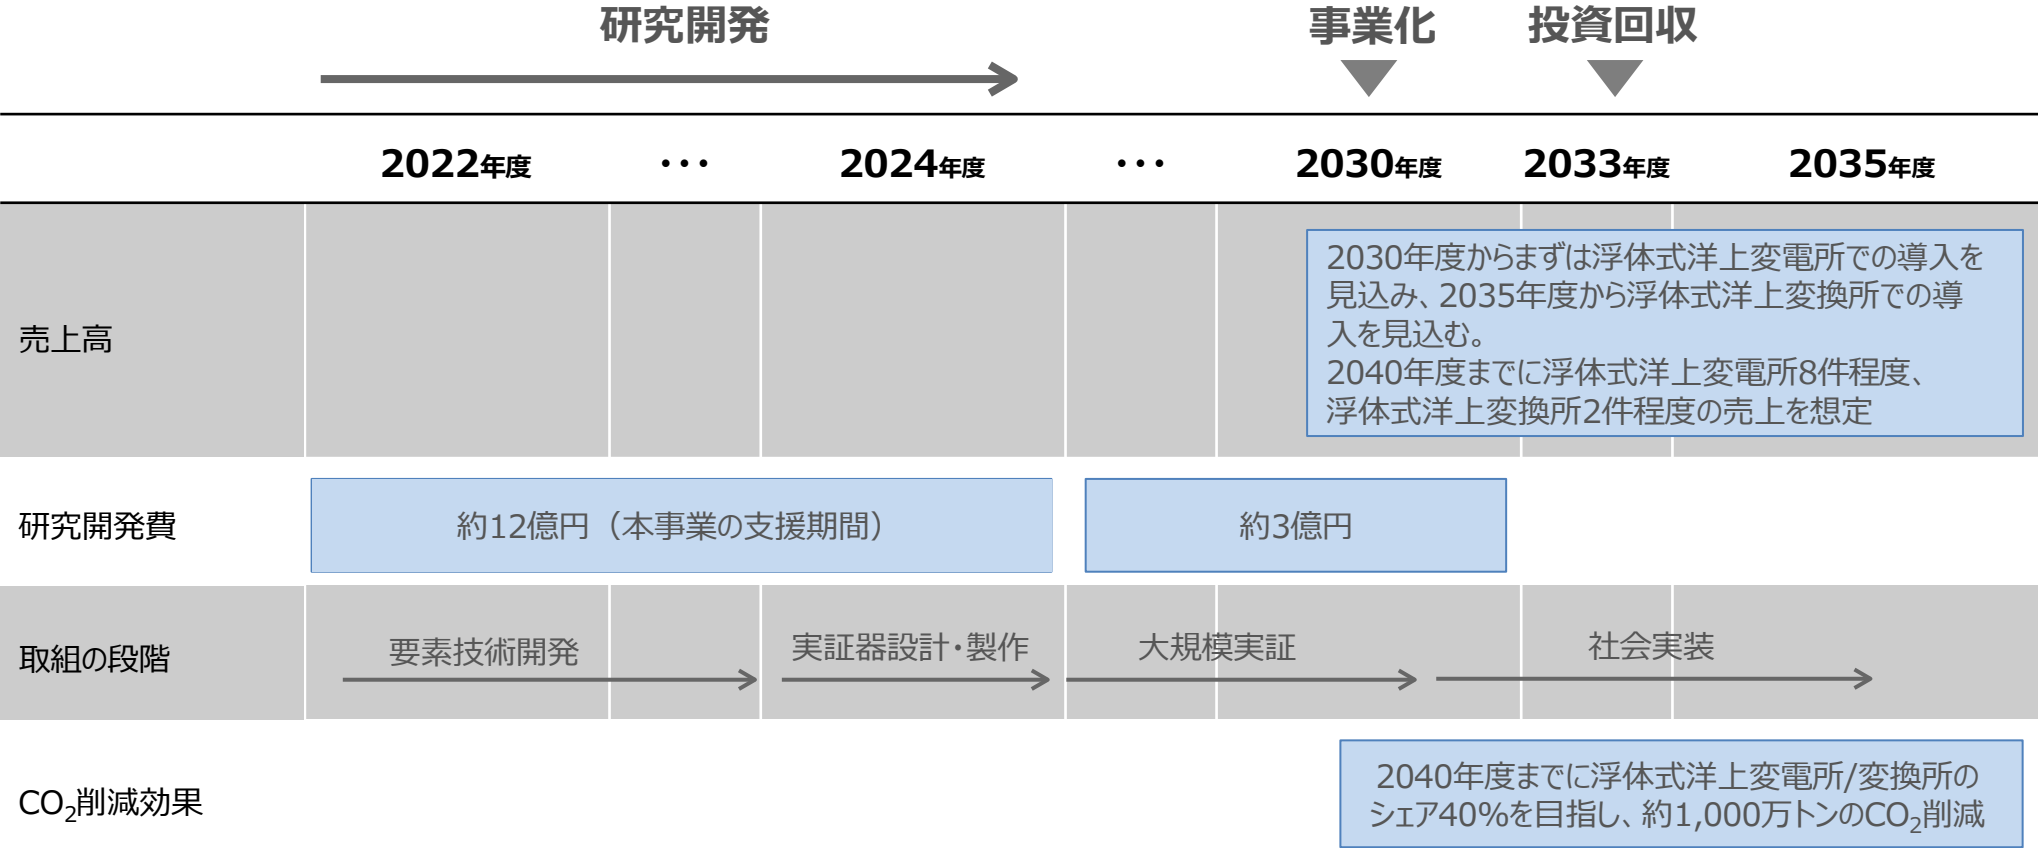 研究開発
事業化
投資回収
2022年度
・・・
2024年度
・・・
2030年度
2033年度
2035年度
売上高
2030年度からまずは浮体式洋上変電所での導入を
見込み、2035年度から浮体式洋上変換所での導
入を見込む。
2040年度までに浮体式洋上変電所8件程度、
浮体式洋上変換所2件程度の売上を想定
研究開発費
約12億円（本事業の支援期間）
約3億円
取組の段階
要素技術開発
実証器設計・製作
大規模実証
社会実装
CO2削減効果
2040年度までに浮体式洋上変電所/変換所の
シェア40%を目指し、約1,000万トンのCO2削減